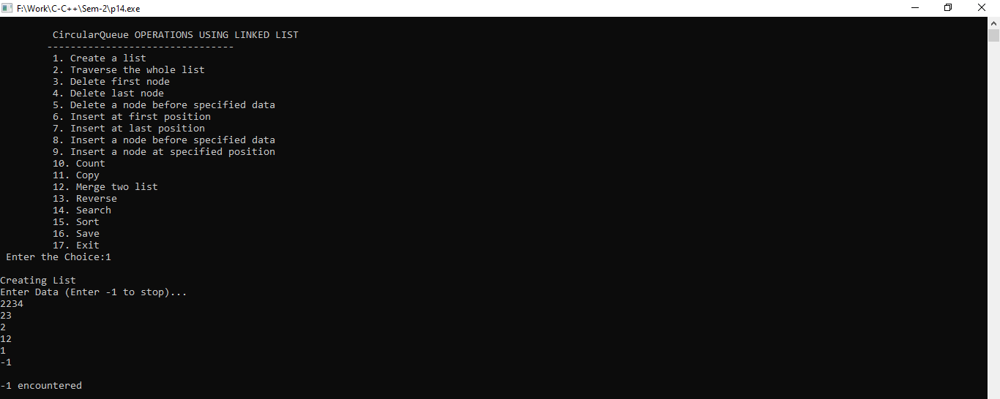 F:\Work\C-C++\Sem-2\p14.exe
CircularQueue OPERATIONS USING LINKED LIST
--------------------------------
1. Create a list
2. Traverse the whole list
3. Delete first node
4. Delete last node
5. Delete a node before specified data
6. Insert at first position
7. Insert at last position
8. Insert a node before specified data
9. Insert a node at specified position
10. Count
11. Copy
12. Merge two list
13. Reverse
14. Search
15. Sort
16. Save
17. Exit
Enter the Choice:1
Creating List
Enter Data (Enter -1 to stop)...
2234
23
2
12
1
-1
-1 encountered